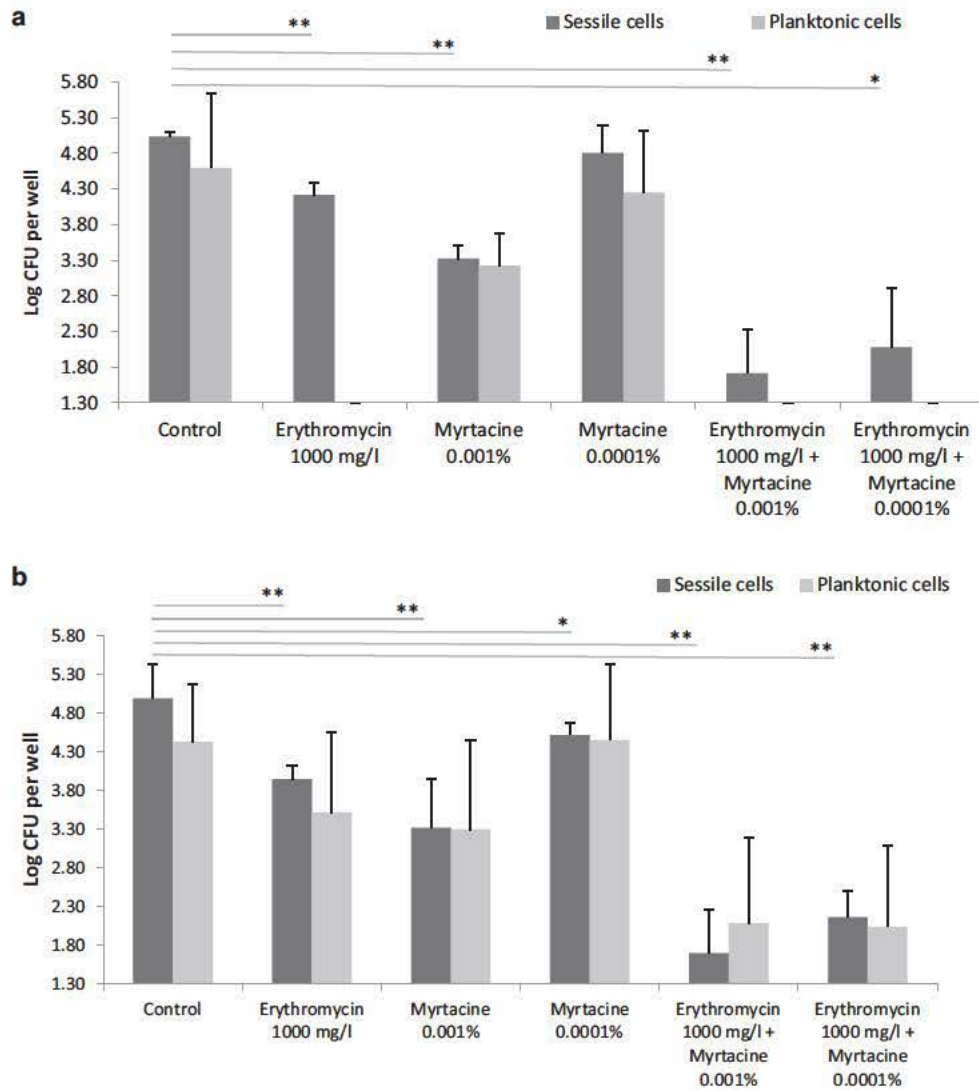 a
Sessile cells Planktonic cells
**
**
**
*
5.80
5.30
4.80
4.30
3.80
3.30
2.80
2.30
1.80
1.30
Log CFU per well
Control
Erythromycin
1000 mg/l
Myrtacine
0.001%
Myrtacine
0.0001%
Erythromycin
1000 mg/l +
Myrtacine
0.001%
Erythromycin
1000 mg/l +
Myrtacine
0.0001%
b
Sessile cells Planktonic cells
**
**
*
**
**
5.80
5.30
4.80
4.30
3.80
3.30
2.80
2.30
1.80
1.30
Log CFU per well
Control
Erythromycin
1000 mg/l
Myrtacine
0.001%
Myrtacine
0.0001%
Erythromycin
1000 mg/l +
Myrtacine
0.001%
Erythromycin
1000 mg/l +
Myrtacine
0.0001%